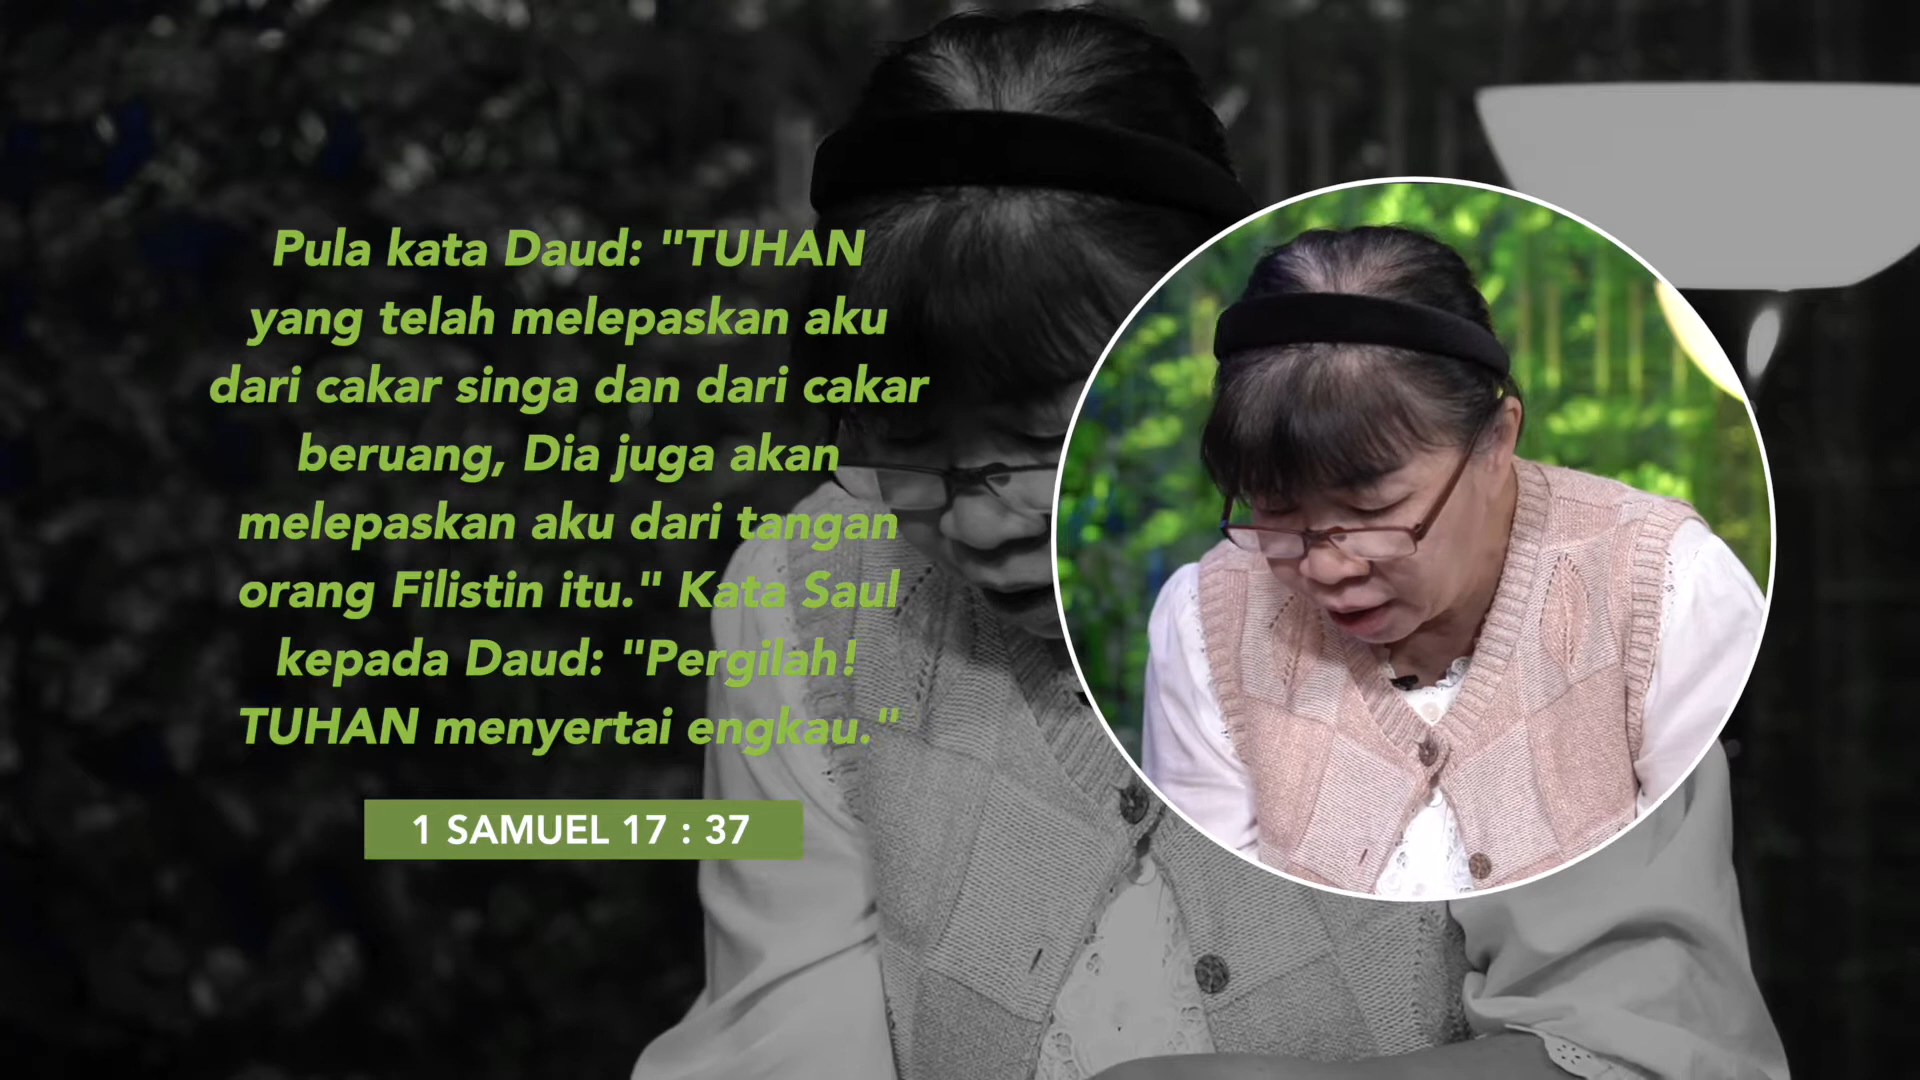 Pula kata Daud: "TUHAN
yang telah melepaskan aku
dari cakar singa dan dari cakar
beruang, Dia juga akan
melepaskan aku dari tangan
orang Filistin itu." Kata Saul
kepada Daud: "Pergilah!
TUHAN menyertai engkau."
1 SAMUEL 17 : 37